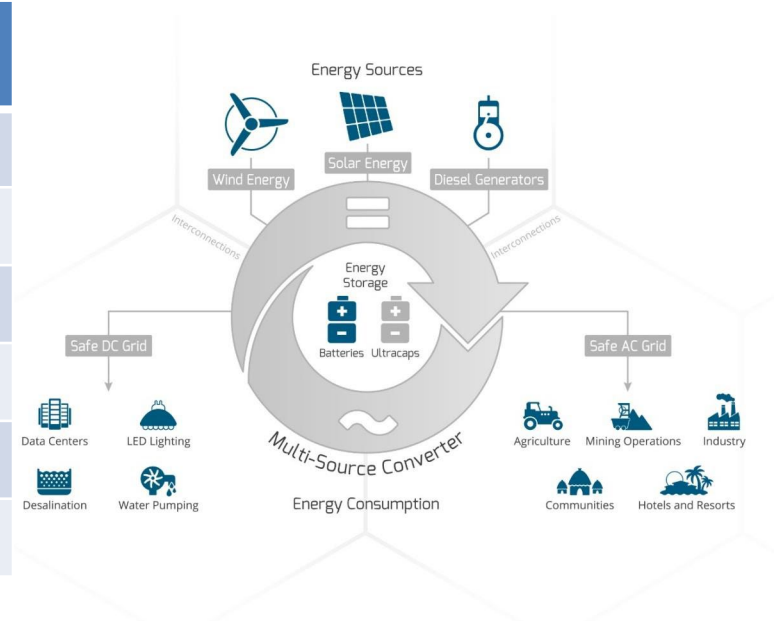 Energy Sources
Wind Energy
Solar Energy
Diesel Generators
Interconnections
Interconnections
Energy
Storage
Batteries Ultracaps
Safe DC Grid
Safe AC Grid
Data Centers
LED Lighting
Desalination
Water Pumping
Agriculture
Mining Operations
Industry
Communities
Hotels and Resorts
Multi-Source Converter
Energy Consumption